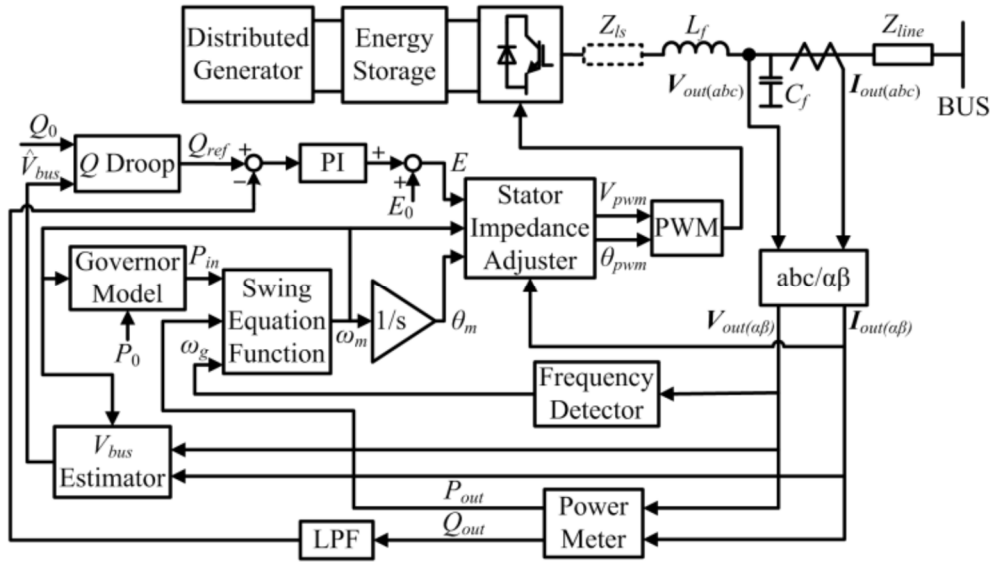 Distributed
Generator
Energy
Storage
Z_ls
L_f
Z_line
V_out(abc)
C_f
I_out(abc)
BUS
Q_0
V̂_bus
Q Droop
Q_ref
+
−
PI
+
+
E_0
E
Stator
Impedance
Adjuster
V_pwm
θ_pwm
PWM
abc/αβ
Governor
Model
P_in
P_0
Swing
Equation
Function
ω_g
ω_m
1/s
θ_m
V_out(αβ)
I_out(αβ)
Frequency
Detector
V_bus
Estimator
P_out
Q_out
Power
Meter
LPF